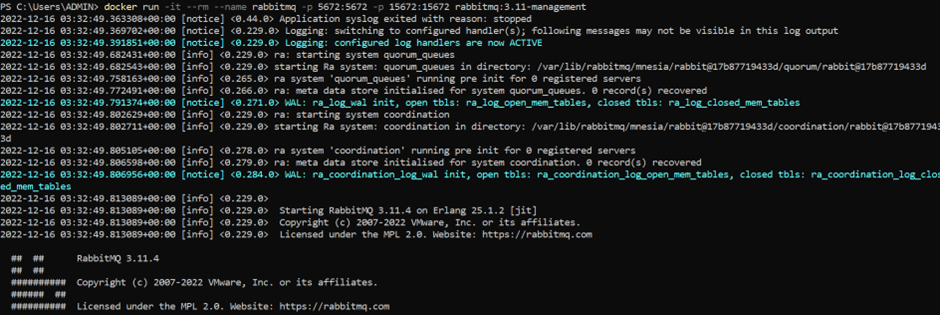 PS C:\Users\ADMIN> docker run -it --rm --name rabbitmq -p 5672:5672 -p 15672:15672 rabbitmq:3.11-management
2022-12-16 03:32:49.363308+00:00 [notice] <0.44.0> Application syslog exited with reason: stopped
2022-12-16 03:32:49.369702+00:00 [notice] <0.229.0> Logging: switching to configured handler(s); following messages may not be visible in this log output
2022-12-16 03:32:49.391851+00:00 [notice] <0.229.0> Logging: configured log handlers are now ACTIVE
2022-12-16 03:32:49.682431+00:00 [info] <0.229.0> ra: starting system quorum_queues
2022-12-16 03:32:49.682543+00:00 [info] <0.229.0> starting Ra system: quorum_queues in directory: /var/lib/rabbitmq/mnesia/rabbit@17b87719433d/quorum/rabbit@17b87719433d
2022-12-16 03:32:49.758163+00:00 [info] <0.265.0> ra system 'quorum_queues' running pre init for 0 registered servers
2022-12-16 03:32:49.772491+00:00 [info] <0.266.0> ra: meta data store initialised for system quorum_queues. 0 record(s) recovered
2022-12-16 03:32:49.791374+00:00 [notice] <0.271.0> WAL: ra_log_wal init, open tbls: ra_log_open_mem_tables, closed tbls: ra_log_closed_mem_tables
2022-12-16 03:32:49.802629+00:00 [info] <0.229.0> ra: starting system coordination
2022-12-16 03:32:49.802711+00:00 [info] <0.229.0> starting Ra system: coordination in directory: /var/lib/rabbitmq/mnesia/rabbit@17b87719433d/coordination/rabbit@17b8771943
3d
2022-12-16 03:32:49.805105+00:00 [info] <0.278.0> ra system 'coordination' running pre init for 0 registered servers
2022-12-16 03:32:49.806598+00:00 [info] <0.279.0> ra: meta data store initialised for system coordination. 0 record(s) recovered
2022-12-16 03:32:49.806956+00:00 [notice] <0.284.0> WAL: ra_coordination_log_wal init, open tbls: ra_coordination_log_open_mem_tables, closed tbls: ra_coordination_log_clos
ed_mem_tables
2022-12-16 03:32:49.813089+00:00 [info] <0.229.0>
2022-12-16 03:32:49.813089+00:00 [info] <0.229.0>  Starting RabbitMQ 3.11.4 on Erlang 25.1.2 [jit]
2022-12-16 03:32:49.813089+00:00 [info] <0.229.0>  Copyright (c) 2007-2022 VMware, Inc. or its affiliates.
2022-12-16 03:32:49.813089+00:00 [info] <0.229.0>  Licensed under the MPL 2.0. Website: https://rabbitmq.com
  ##  ##      RabbitMQ 3.11.4
  ##  ##
  ##########  Copyright (c) 2007-2022 VMware, Inc. or its affiliates.
  ######  ##
  ##########  Licensed under the MPL 2.0. Website: https://rabbitmq.com